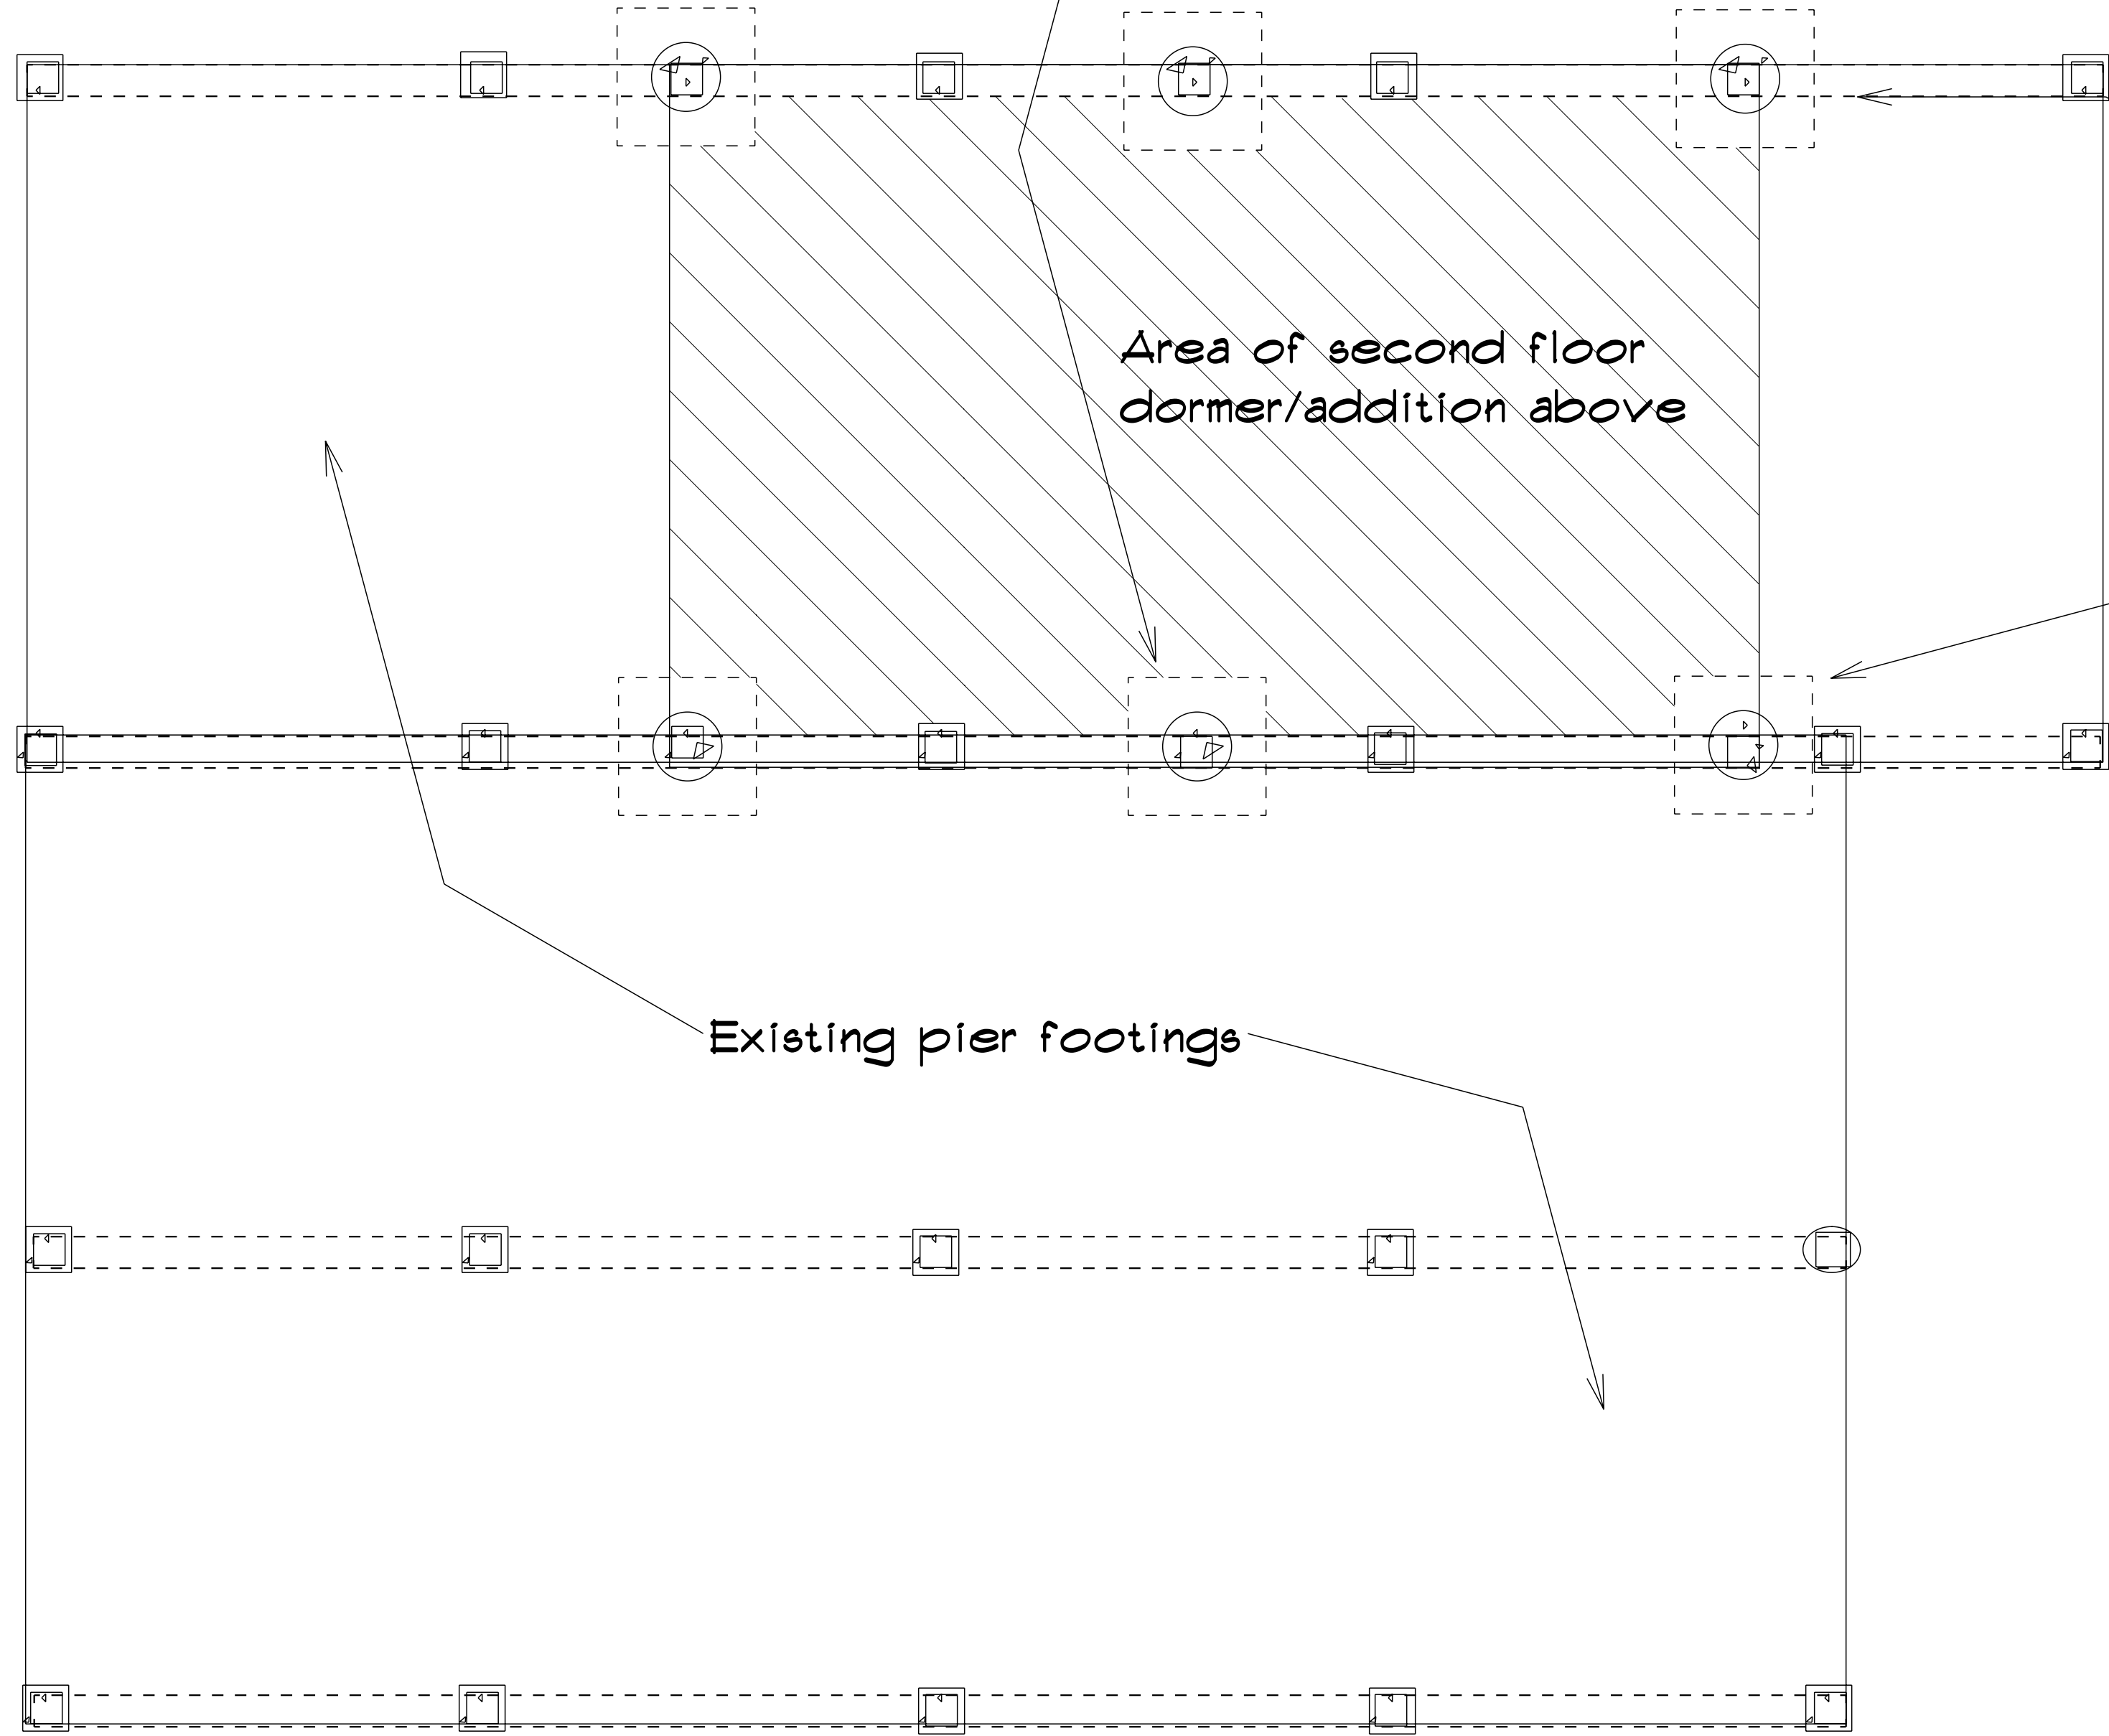 Area of second floor
dormer/addition above
Existing pier footings